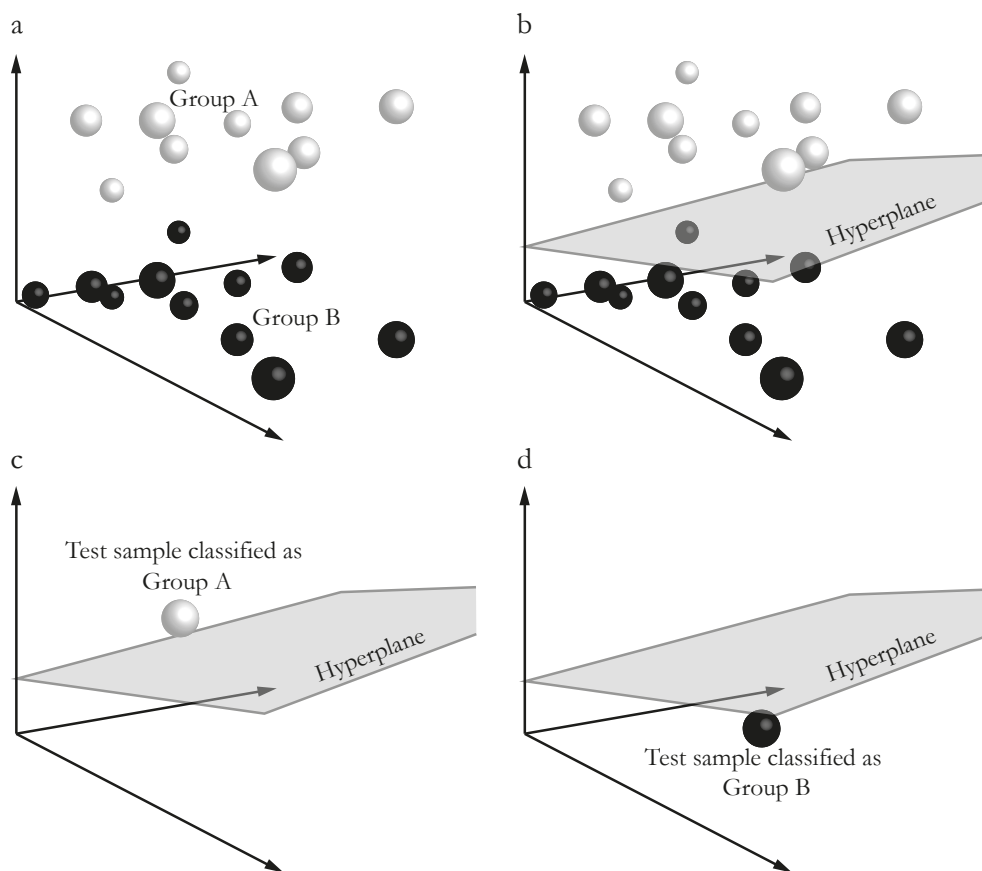 a
Group A
Group B
b
Hyperplane
c
Test sample classified as
Group A
Hyperplane
d
Hyperplane
Test sample classified as
Group B